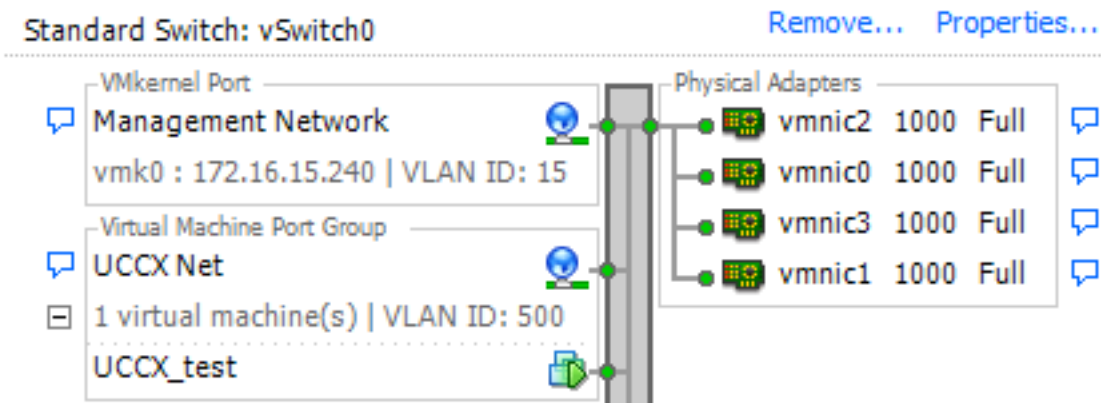 Standard Switch: vSwitch0 Remove... Properties...
VMkernel Port
Management Network
vmk0 : 172.16.15.240 | VLAN ID: 15
Virtual Machine Port Group
UCCX Net
1 virtual machine(s) | VLAN ID: 500
UCCX_test
Physical Adapters
vmnic2 1000 Full
vmnic0 1000 Full
vmnic3 1000 Full
vmnic1 1000 Full